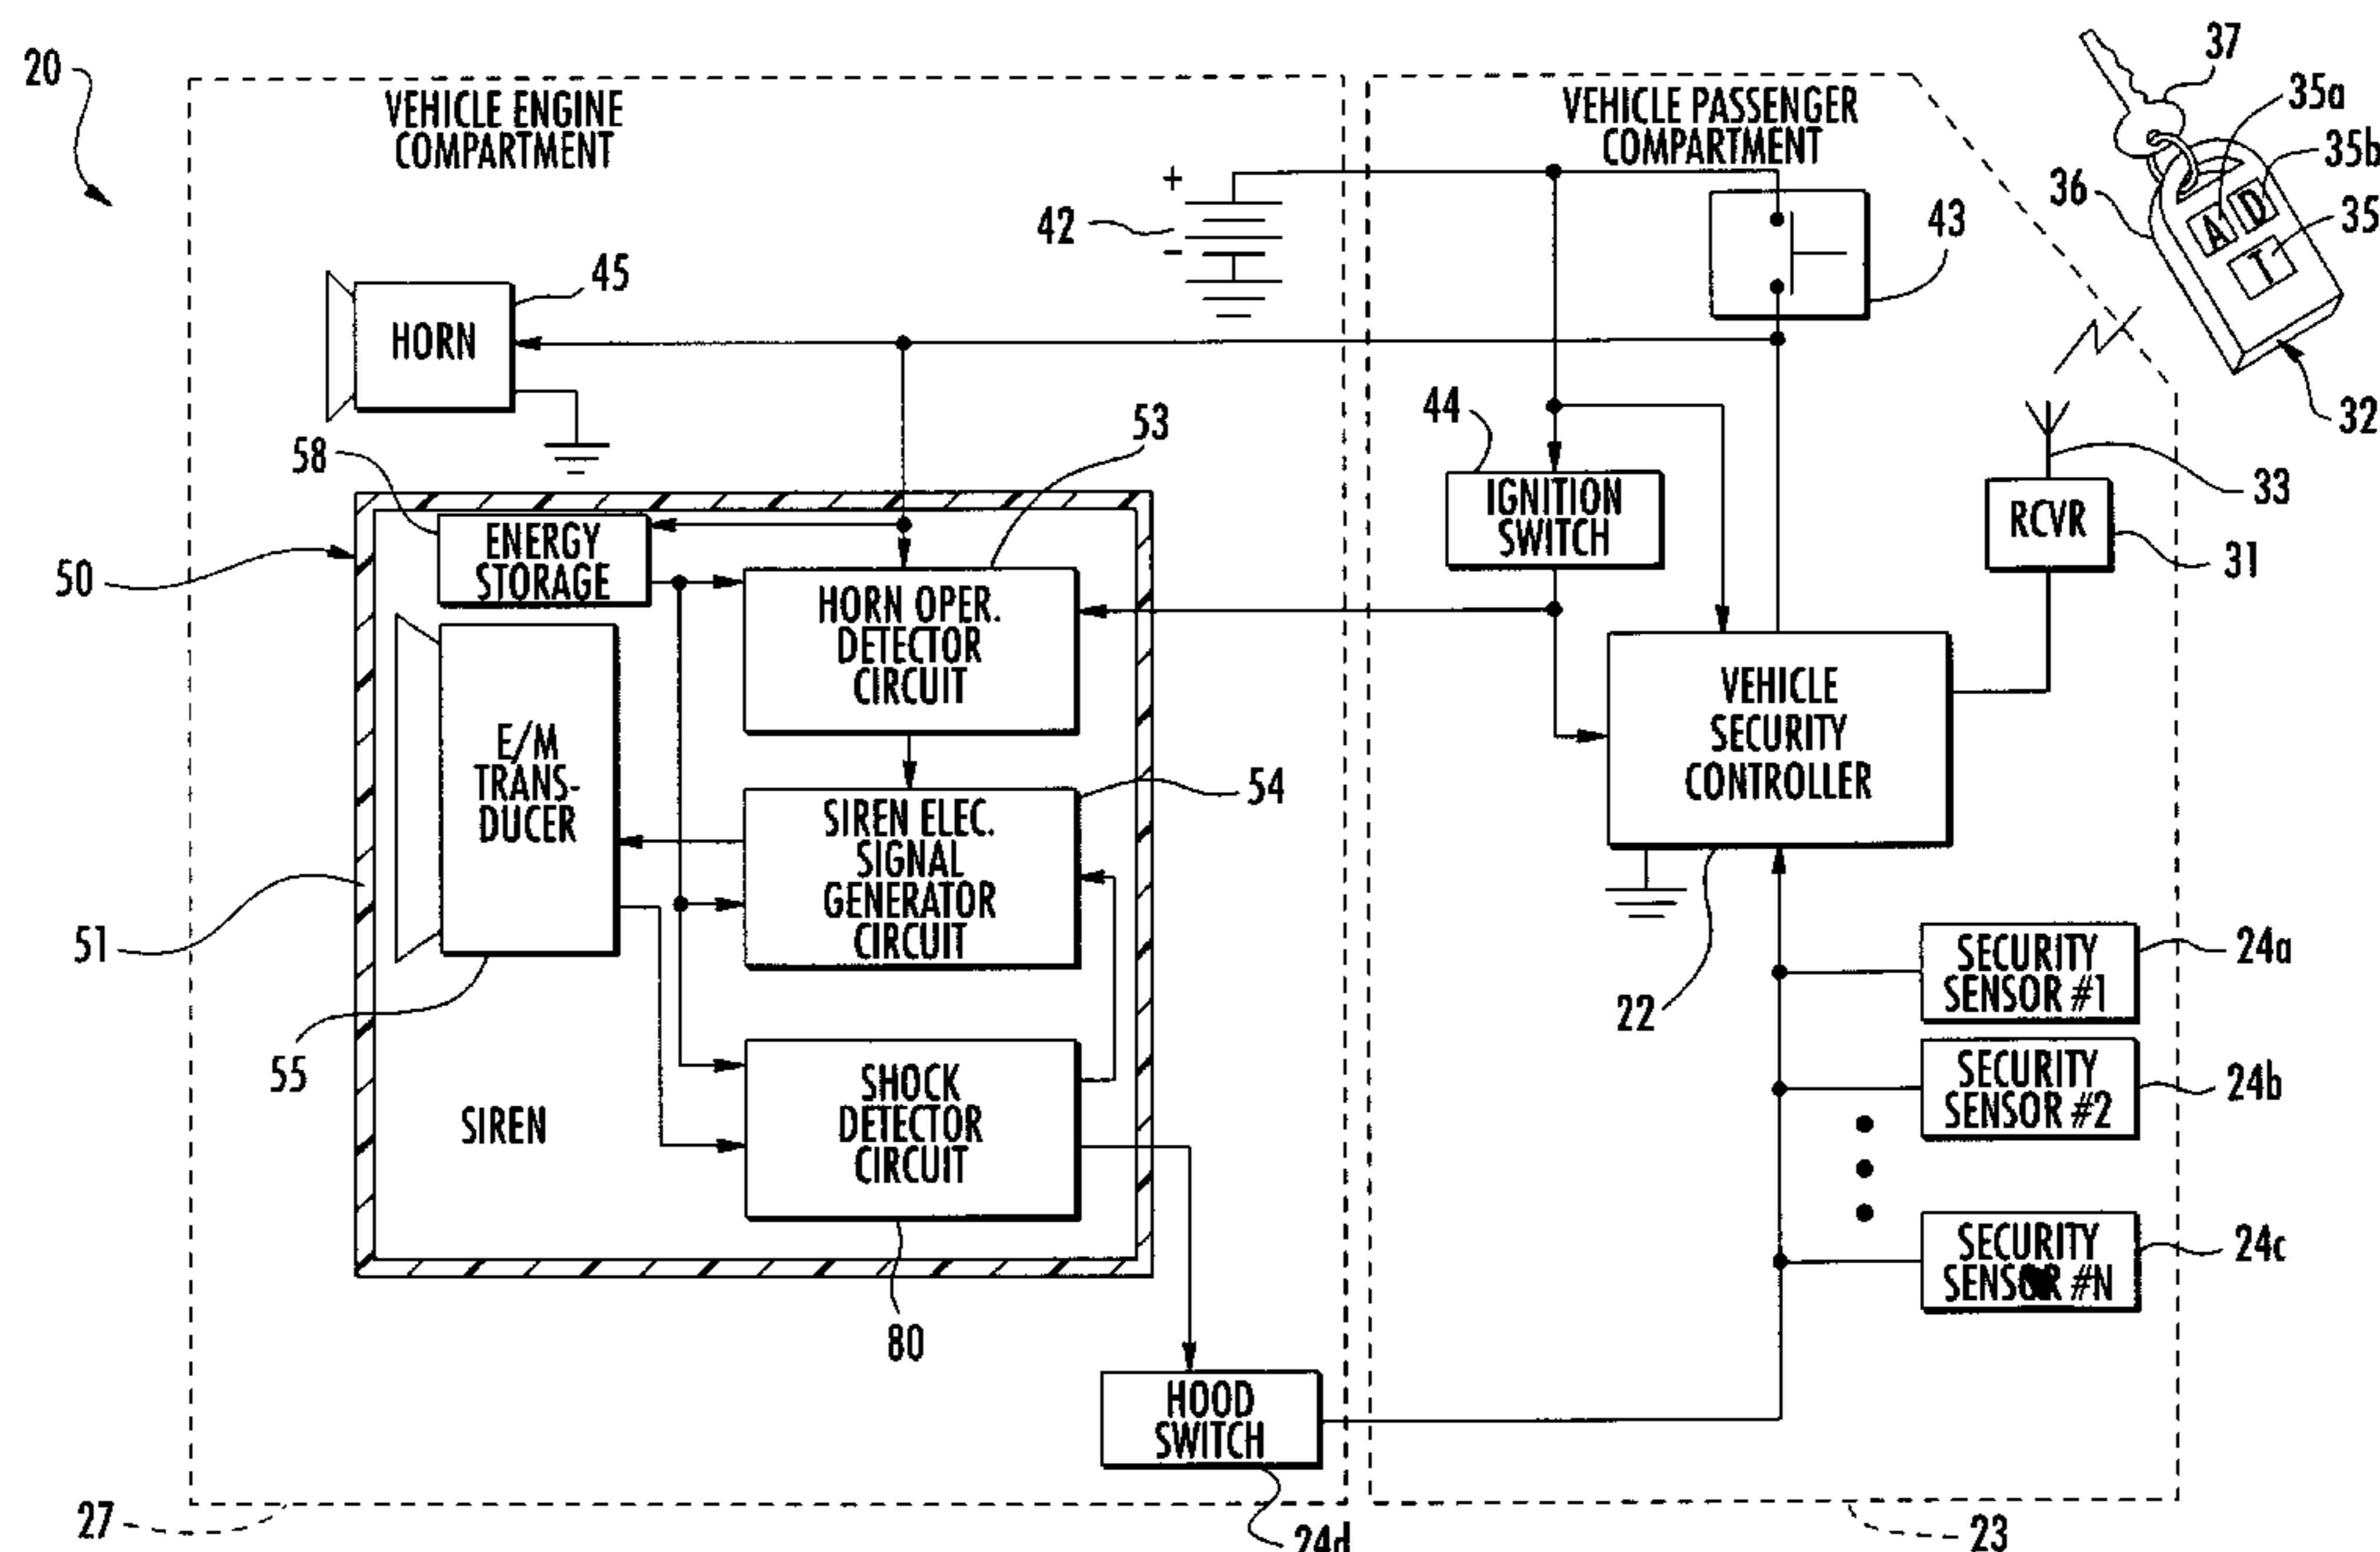 20
VEHICLE ENGINE
COMPARTMENT
VEHICLE PASSENGER
COMPARTMENT
37
35a
35b
36
A
D
T
35
32
+
42
−
43
45
HORN
44
IGNITION
SWITCH
33
RCVR
31
58
53
50
ENERGY
STORAGE
HORN OPER.
DETECTOR
CIRCUIT
E/M
TRANS-
DUCER
54
SIREN ELEC.
SIGNAL
GENERATOR
CIRCUIT
VEHICLE
SECURITY
CONTROLLER
22
51
55
SIREN
SHOCK
DETECTOR
CIRCUIT
80
SECURITY
SENSOR #1
24a
SECURITY
SENSOR #2
24b
SECURITY
SENSOR #N
24c
HOOD
SWITCH
24d
27
23